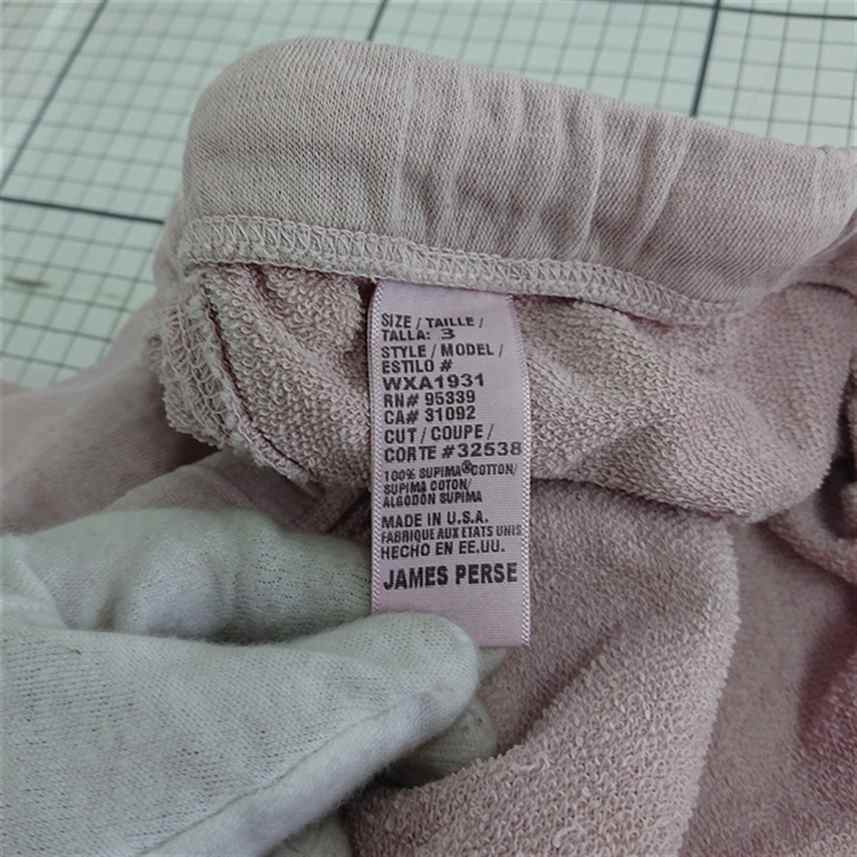 SIZE / TAILLE /
TALLA: 3
STYLE / MODEL /
ESTILO #
WXA1931
RN# 95339
CA# 31092
CUT / COUPE /
CORTE #32538
100% SUPIMA® COTTON/
SUPIMA COTON/
ALGODON SUPIMA
MADE IN U.S.A.
FABRIQUE AUX ETATS UNIS
HECHO EN EE.UU.
JAMES PERSE